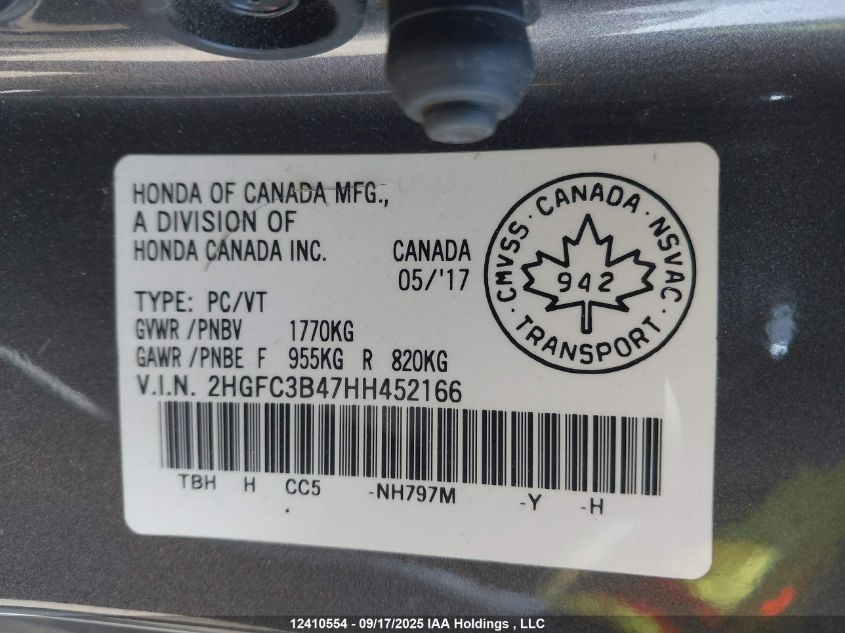 HONDA OF CANADA MFG.,
A DIVISION OF
HONDA CANADA INC. CANADA
05/'17
TYPE: PC/VT
GVWR /PNBV 1770KG
GAWR /PNBE F 955KG R 820KG
V.I.N. 2HGFC3B47HH452166
TBH H CC5 -NH797M -Y -H
CMVSS · CANADA · NSVAC · TRANSPORT ·
942
12410554 - 09/17/2025 IAA Holdings , LLC